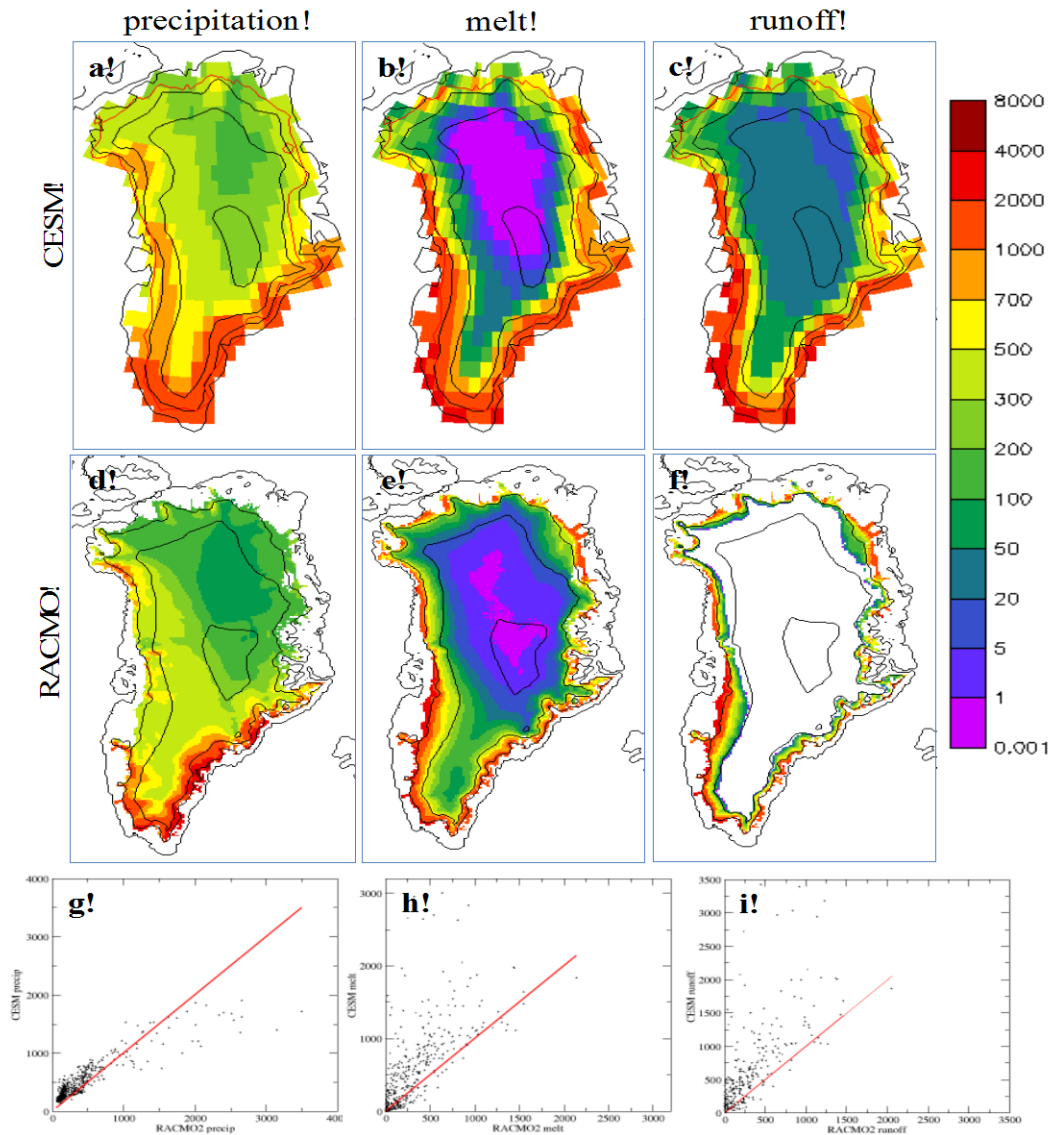 precipitation! melt! runoff!
a! b! c!
CESM!
8000
4000
2000
1000
700
500
300
200
100
50
20
5
1
0.001
d! e! f!
RACMO!
g!
4000
3000
2000
1000
0
CESM precip
0 1000 2000 3000 4000
RACMO2 precip
h!
3000
2000
1000
0
CESM melt
0 500 1000 1500 2000 2500 3000
RACMO2 melt
i!
3500
3000
2500
2000
1500
1000
500
0
CESM runoff
0 500 1000 1500 2000 2500 3000 3500
RACMO2 runoff